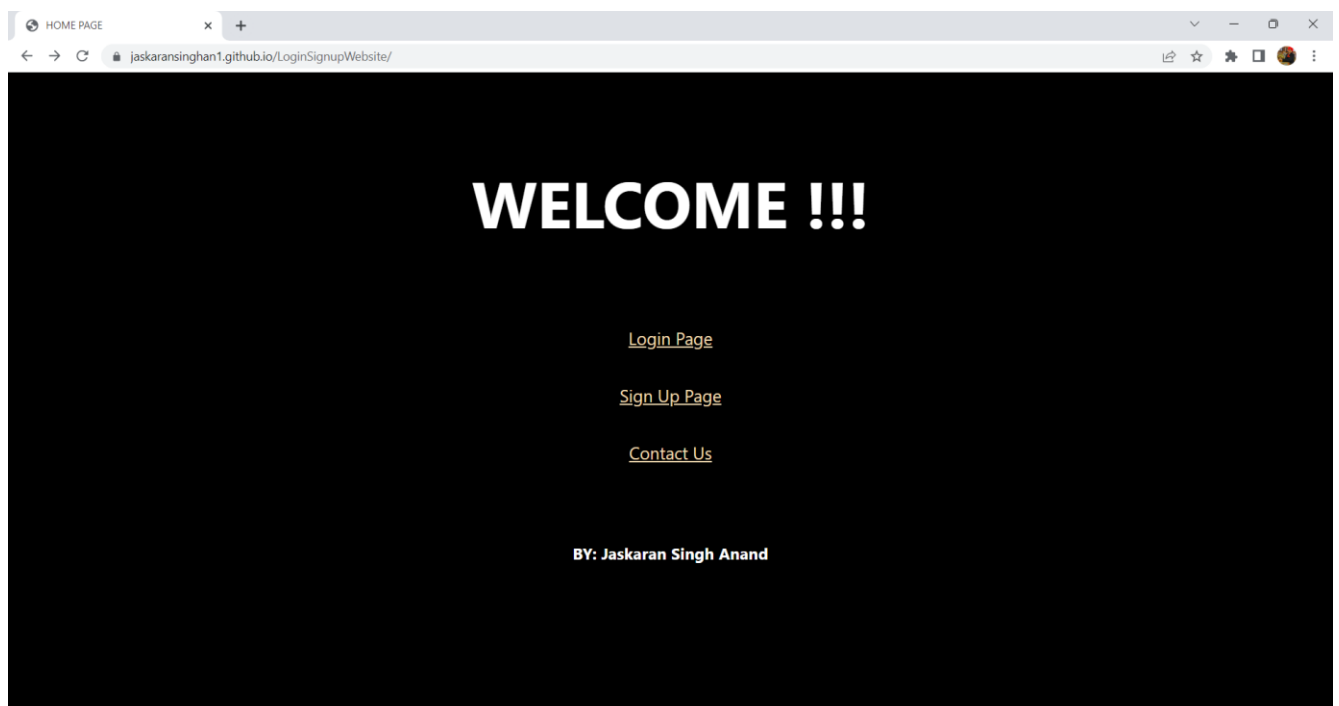 HOME PAGE
jaskaransinghan1.github.io/LoginSignupWebsite/
WELCOME !!!
Login Page
Sign Up Page
Contact Us
BY: Jaskaran Singh Anand